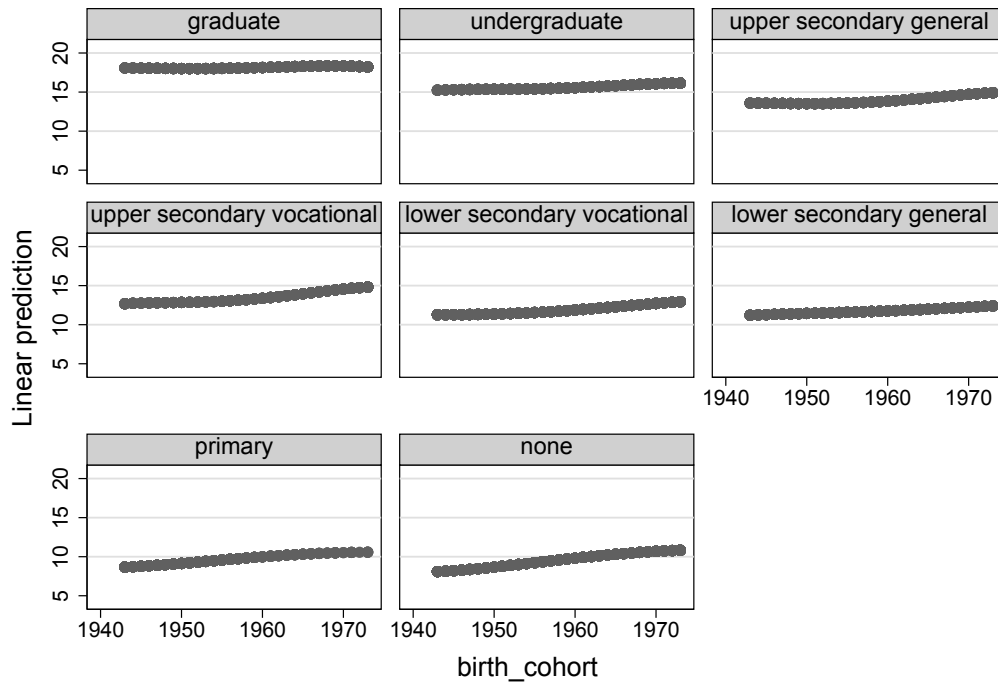 graduate
undergraduate
upper secondary general
20
15
10
5
upper secondary vocational
lower secondary vocational
lower secondary general
20
15
10
5
1940 1950 1960 1970
primary
none
20
15
10
5
1940 1950 1960 1970
1940 1950 1960 1970
Linear prediction
birth_cohort